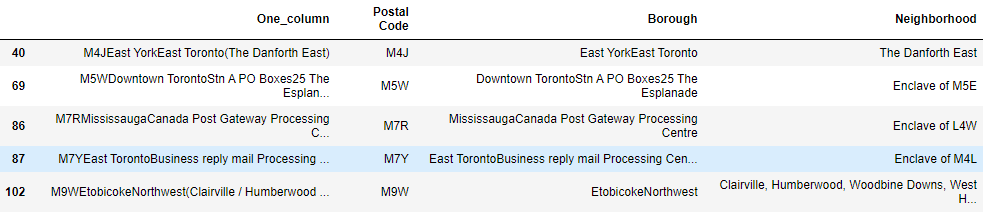 One_column Postal Code Borough Neighborhood
40 M4JEast YorkEast Toronto(The Danforth East) M4J East YorkEast Toronto The Danforth East
69 M5WDowntown TorontoStn A PO Boxes25 The Esplan... M5W Downtown TorontoStn A PO Boxes25 The Esplanade Enclave of M5E
86 M7RMississaugaCanada Post Gateway Processing C... M7R MississaugaCanada Post Gateway Processing Centre Enclave of L4W
87 M7YEast TorontoBusiness reply mail Processing ... M7Y East TorontoBusiness reply mail Processing Cen... Enclave of M4L
102 M9WEtobicokeNorthwest(Clairville / Humberwood ... M9W EtobicokeNorthwest Clairville, Humberwood, Woodbine Downs, West H...